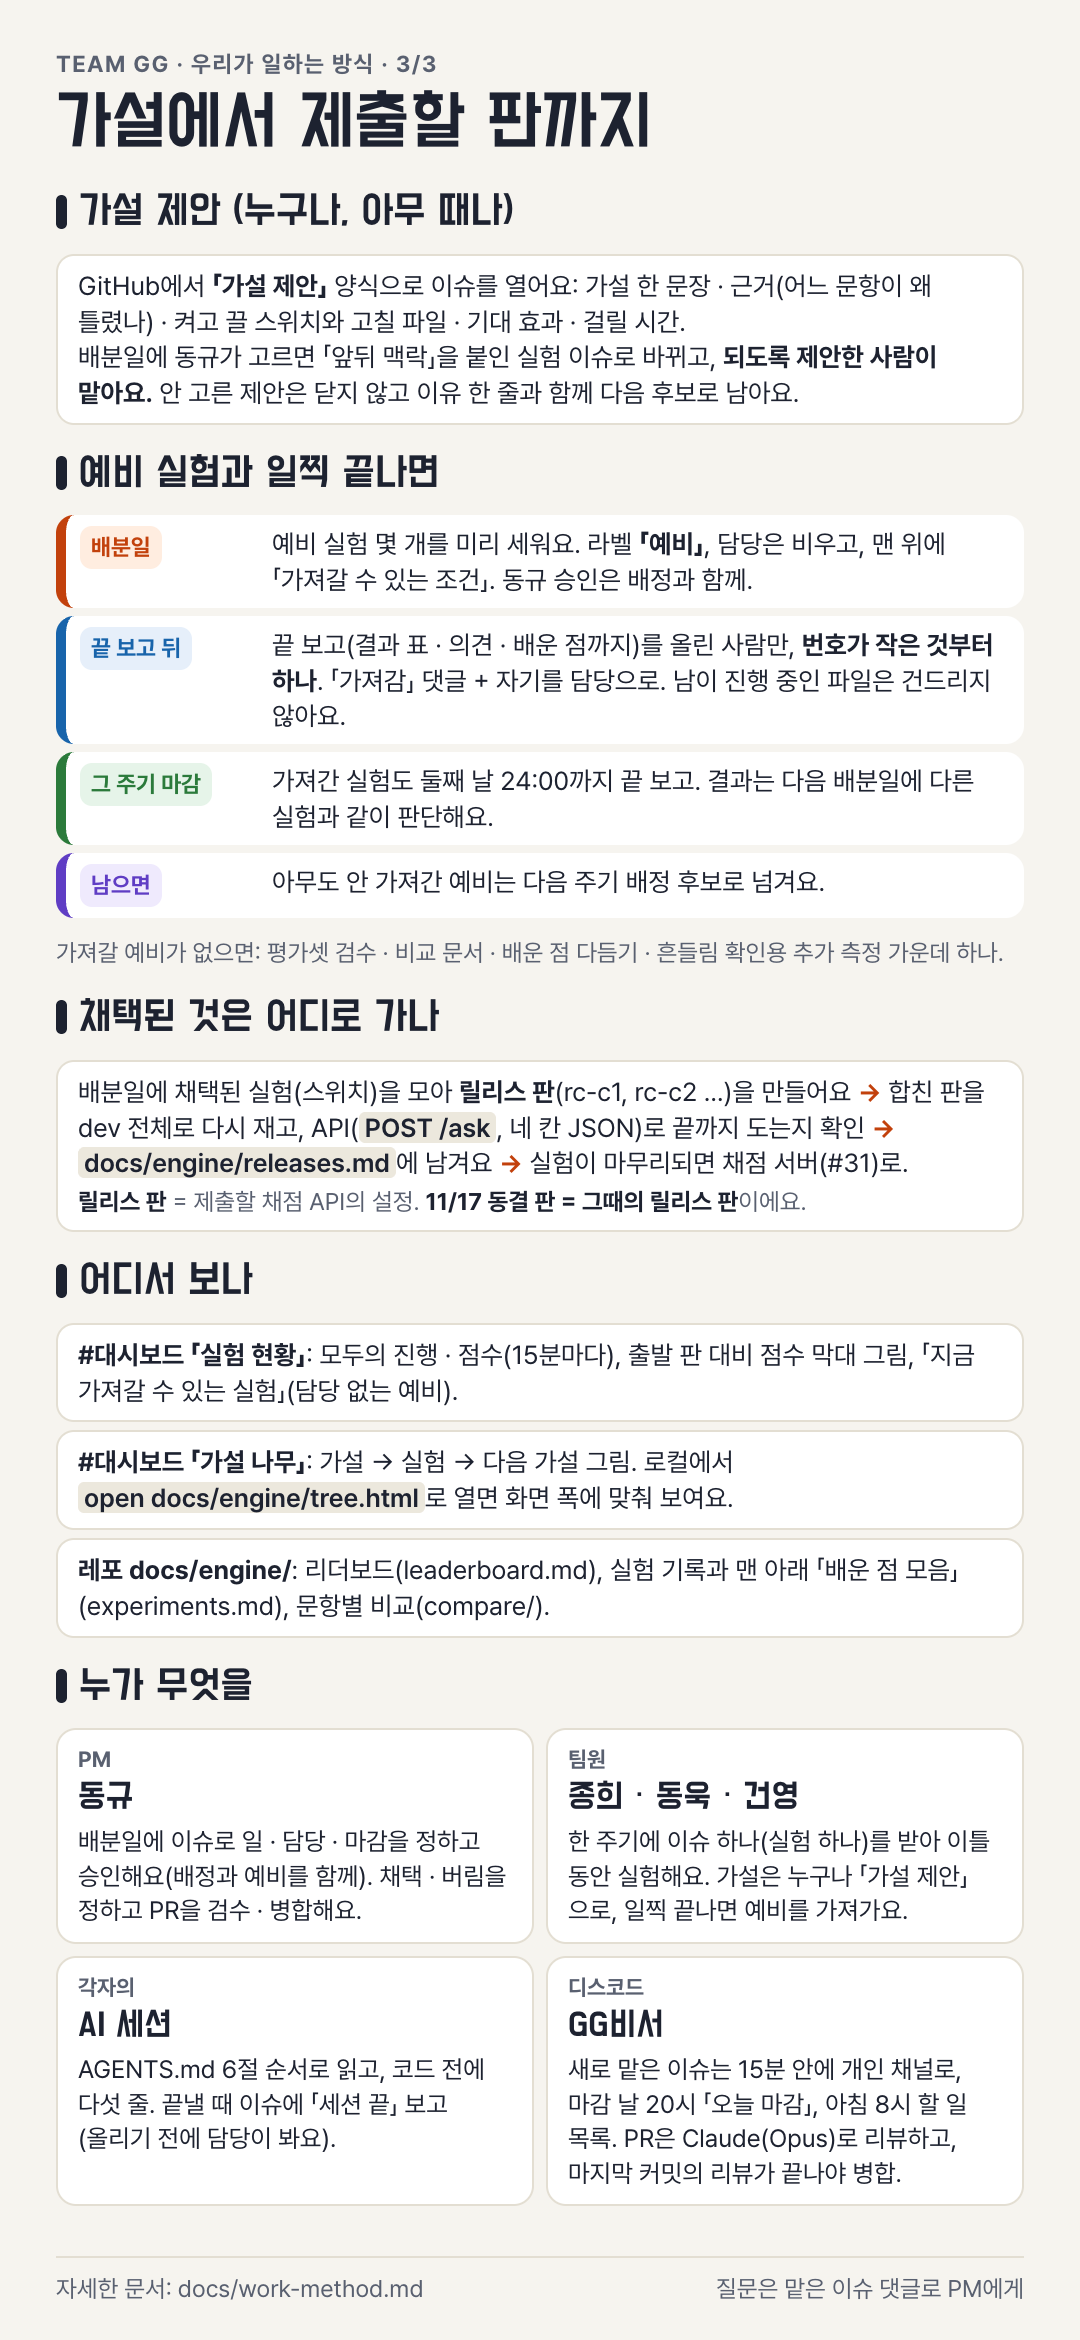 TEAM GG · 우리가 일하는 방식 · 3/3
가설에서 제출할 판까지
가설 제안 (누구나, 아무 때나)
GitHub에서 「가설 제안」 양식으로 이슈를 열어요: 가설 한 문장 · 근거(어느 문항이 왜
틀렸나) · 켜고 끌 스위치와 고칠 파일 · 기대 효과 · 걸릴 시간.
배분일에 동규가 고르면 「앞뒤 맥락」을 붙인 실험 이슈로 바뀌고, 되도록 제안한 사람이
맡아요. 안 고른 제안은 닫지 않고 이유 한 줄과 함께 다음 후보로 남아요.
예비 실험과 일찍 끝나면
배분일
예비 실험 몇 개를 미리 세워요. 라벨 「예비」, 담당은 비우고, 맨 위에
「가져갈 수 있는 조건」. 동규 승인은 배정과 함께.
끝 보고 뒤
끝 보고(결과 표 · 의견 · 배운 점까지)를 올린 사람만, 번호가 작은 것부터
하나. 「가져감」 댓글 + 자기를 담당으로. 남이 진행 중인 파일은 건드리지
않아요.
그 주기 마감
가져간 실험도 둘째 날 24:00까지 끝 보고. 결과는 다음 배분일에 다른
실험과 같이 판단해요.
남으면
아무도 안 가져간 예비는 다음 주기 배정 후보로 넘겨요.
가져갈 예비가 없으면: 평가셋 검수 · 비교 문서 · 배운 점 다듬기 · 흔들림 확인용 추가 측정 가운데 하나.
채택된 것은 어디로 가나
배분일에 채택된 실험(스위치)을 모아 릴리스 판(rc-c1, rc-c2 …)을 만들어요 → 합친 판을
dev 전체로 다시 재고, API(POST /ask, 네 칸 JSON)로 끝까지 도는지 확인 →
docs/engine/releases.md에 남겨요 → 실험이 마무리되면 채점 서버(#31)로.
릴리스 판 = 제출할 채점 API의 설정. 11/17 동결 판 = 그때의 릴리스 판이에요.
어디서 보나
#대시보드 「실험 현황」: 모두의 진행 · 점수(15분마다), 출발 판 대비 점수 막대 그림, 「지금
가져갈 수 있는 실험」(담당 없는 예비).
#대시보드 「가설 나무」: 가설 → 실험 → 다음 가설 그림. 로컬에서
open docs/engine/tree.html로 열면 화면 폭에 맞춰 보여요.
레포 docs/engine/: 리더보드(leaderboard.md), 실험 기록과 맨 아래 「배운 점 모음」
(experiments.md), 문항별 비교(compare/).
누가 무엇을
PM
동규
배분일에 이슈로 일 · 담당 · 마감을 정하고
승인해요(배정과 예비를 함께). 채택 · 버림을
정하고 PR을 검수 · 병합해요.
팀원
종희 · 동욱 · 건영
한 주기에 이슈 하나(실험 하나)를 받아 이틀
동안 실험해요. 가설은 누구나 「가설 제안」
으로, 일찍 끝나면 예비를 가져가요.
각자의
AI 세션
AGENTS.md 6절 순서로 읽고, 코드 전에
다섯 줄. 끝낼 때 이슈에 「세션 끝」 보고
(올리기 전에 담당이 봐요).
디스코드
GG비서
새로 맡은 이슈는 15분 안에 개인 채널로,
마감 날 20시 「오늘 마감」, 아침 8시 할 일
목록. PR은 Claude(Opus)로 리뷰하고,
마지막 커밋의 리뷰가 끝나야 병합.
자세한 문서: docs/work-method.md
질문은 맡은 이슈 댓글로 PM에게